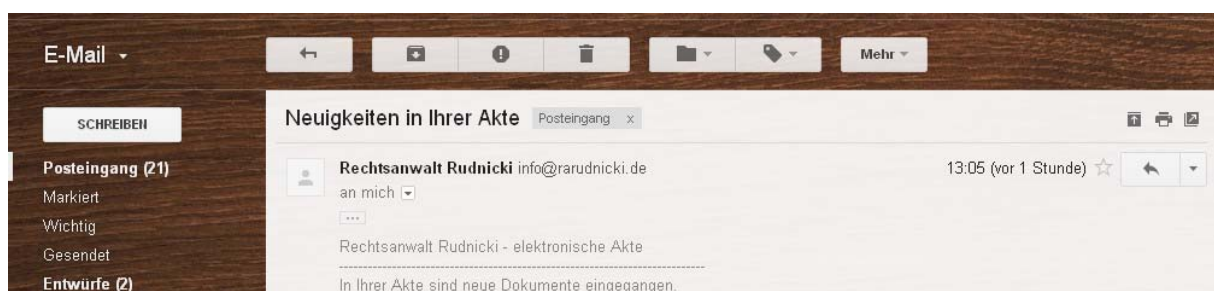 E-Mail
Mehr
SCHREIBEN
Neuigkeiten in Ihrer Akte Posteingang x
Posteingang (21)
Rechtsanwalt Rudnicki info@rarudnicki.de 13:05 (vor 1 Stunde)
Markiert
an mich
Wichtig
...
Gesendet
Rechtsanwalt Rudnicki - elektronische Akte
--------------------------------------------------------------------------------
Entwürfe (2)
In Ihrer Akte sind neue Dokumente eingegangen.